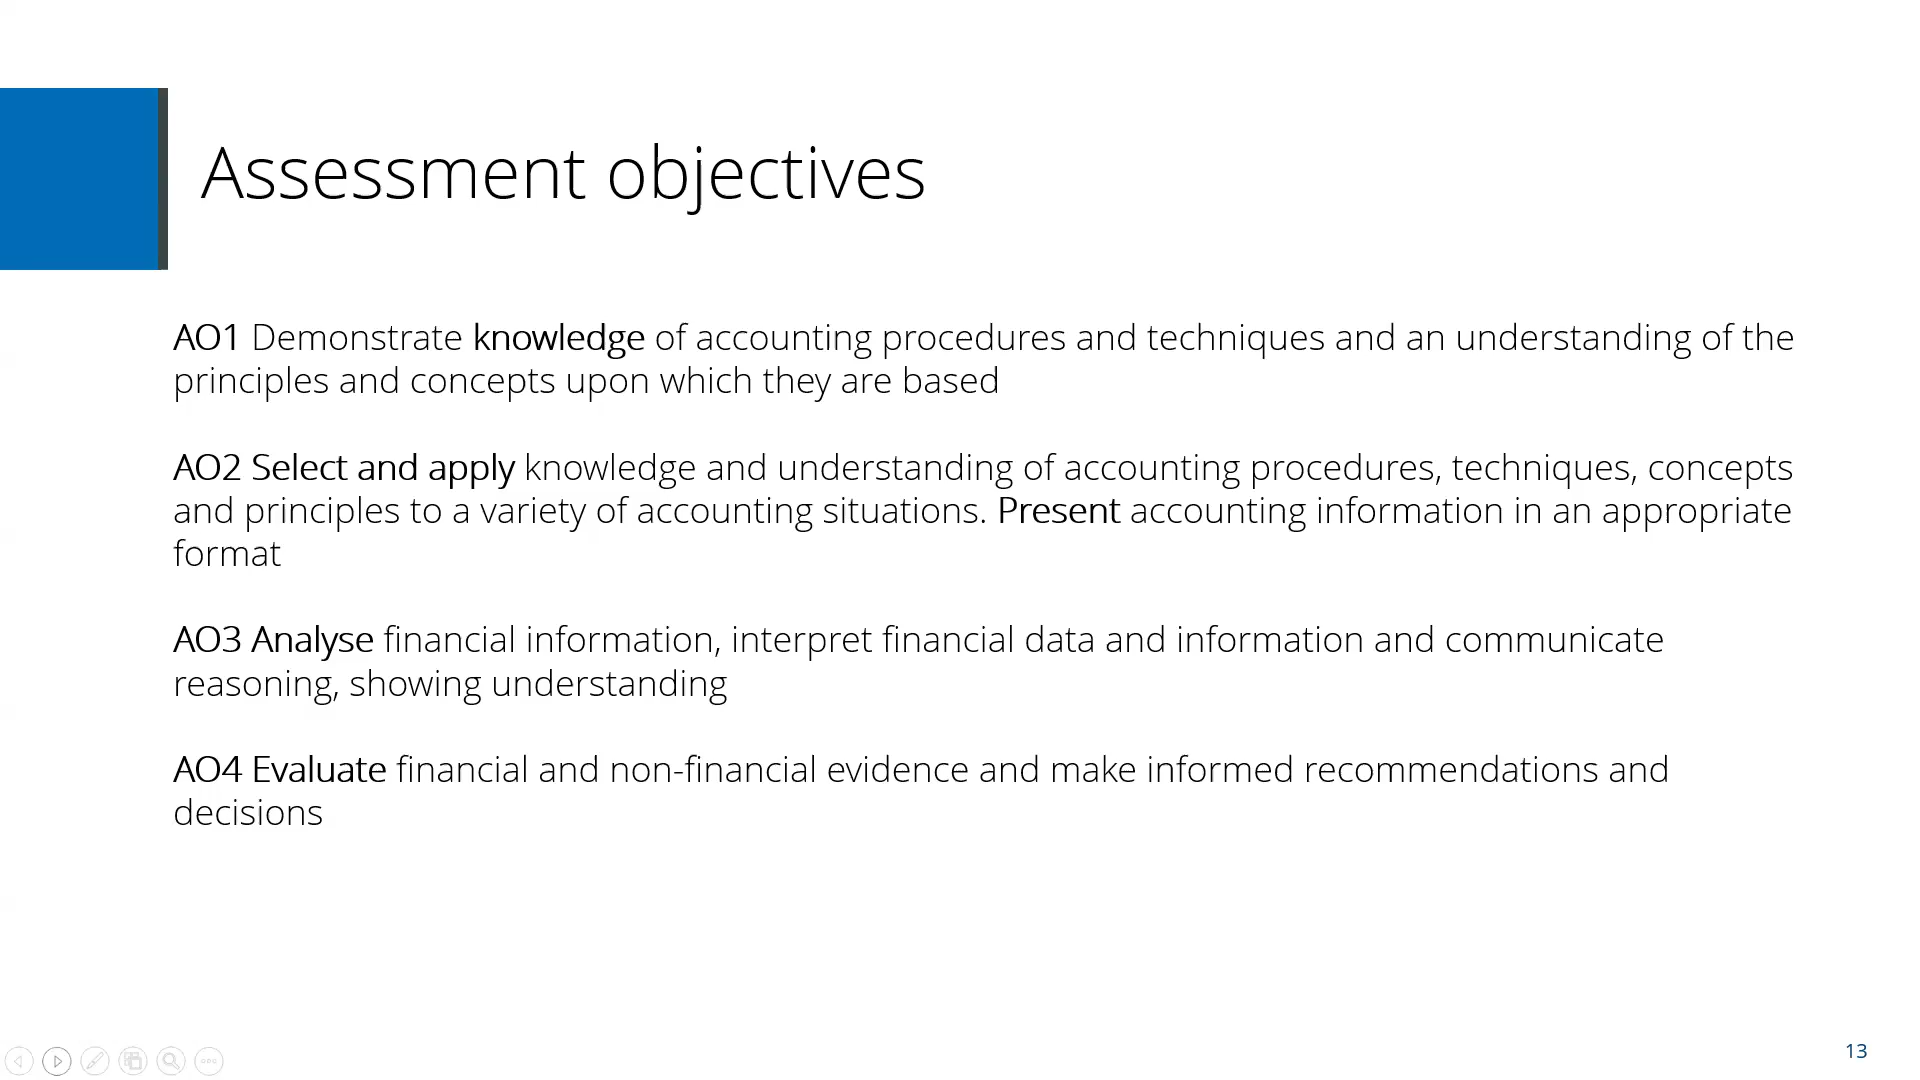 Assessment objectives
AO1 Demonstrate knowledge of accounting procedures and techniques and an understanding of the
principles and concepts upon which they are based
AO2 Select and apply knowledge and understanding of accounting procedures, techniques, concepts
and principles to a variety of accounting situations. Present accounting information in an appropriate
format
AO3 Analyse financial information, interpret financial data and information and communicate
reasoning, showing understanding
AO4 Evaluate financial and non-financial evidence and make informed recommendations and
decisions
13